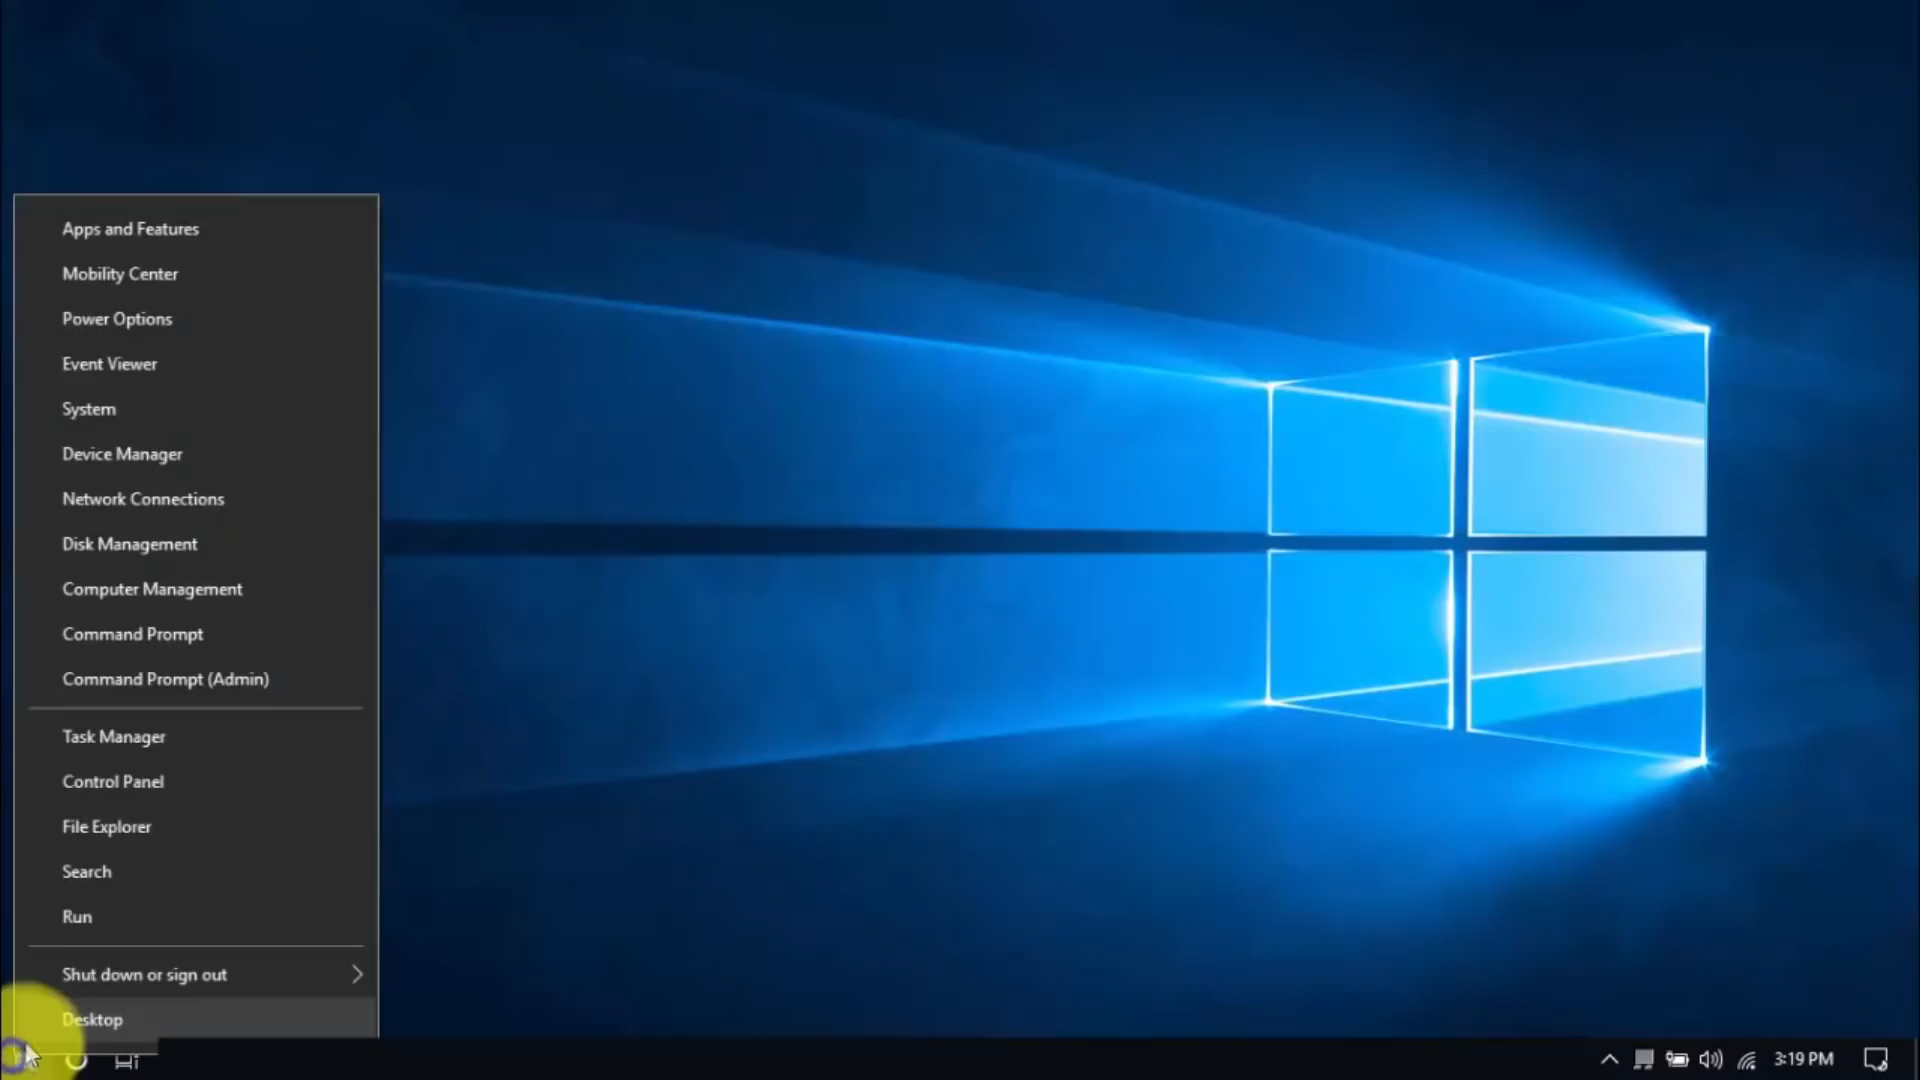 Apps and Features
Mobility Center
Power Options
Event Viewer
System
Device Manager
Network Connections
Disk Management
Computer Management
Command Prompt
Command Prompt (Admin)
Task Manager
Control Panel
File Explorer
Search
Run
Shut down or sign out
Desktop
3:19 PM